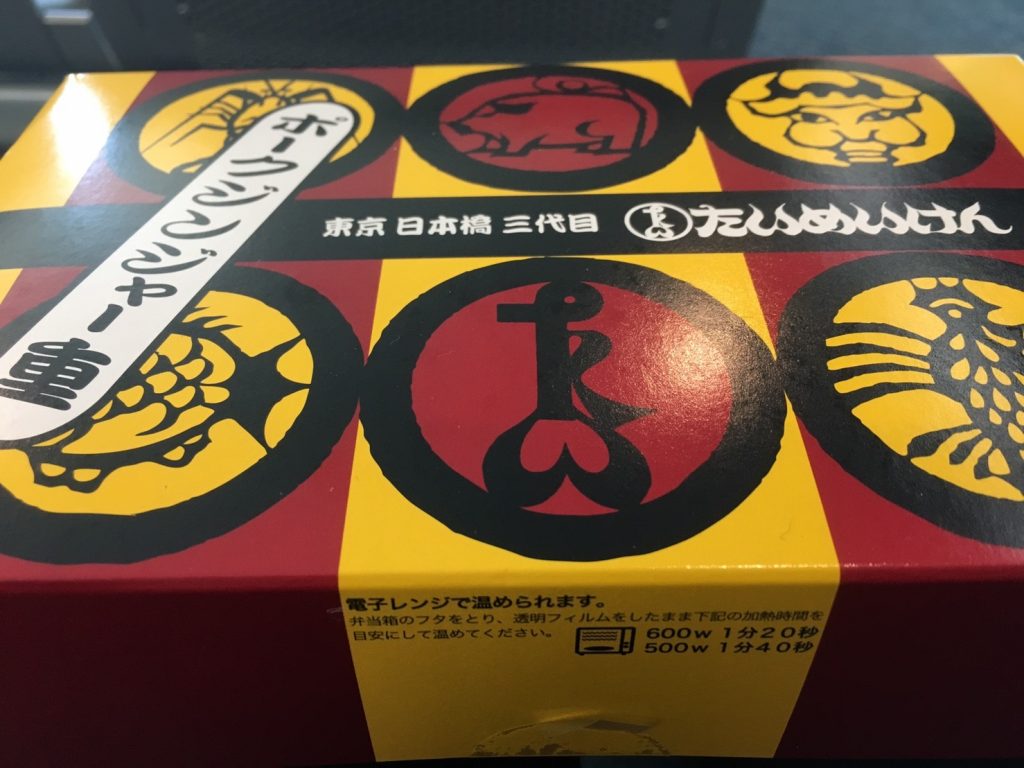 ポークジンジャー重
東京 日本橋 三代目 たいめいけん
電子レンジで温められます。
弁当箱のフタをとり、透明フィルムをしたまま下記の加熱時間を
目安にして温めてください。
600w 1分20秒
500w 1分40秒